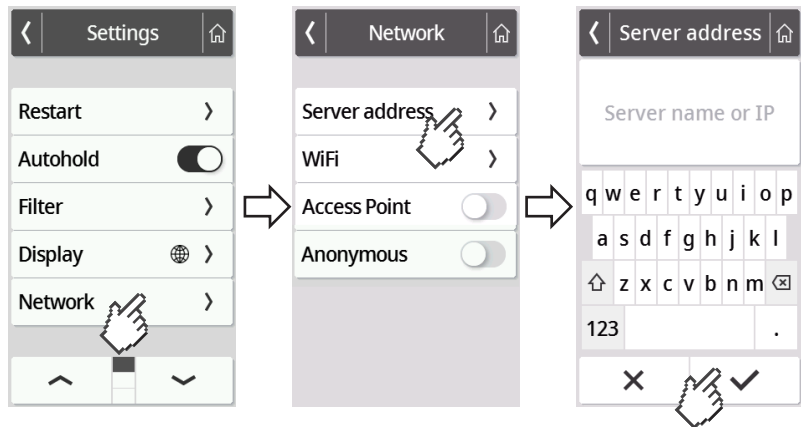 Settings
Restart
Autohold
Filter
Display
Network
Network
Server address
WiFi
Access Point
Anonymous
Server address
Server name or IP
q w e r t y u i o p
a s d f g h j k l
z x c v b n m
123 .